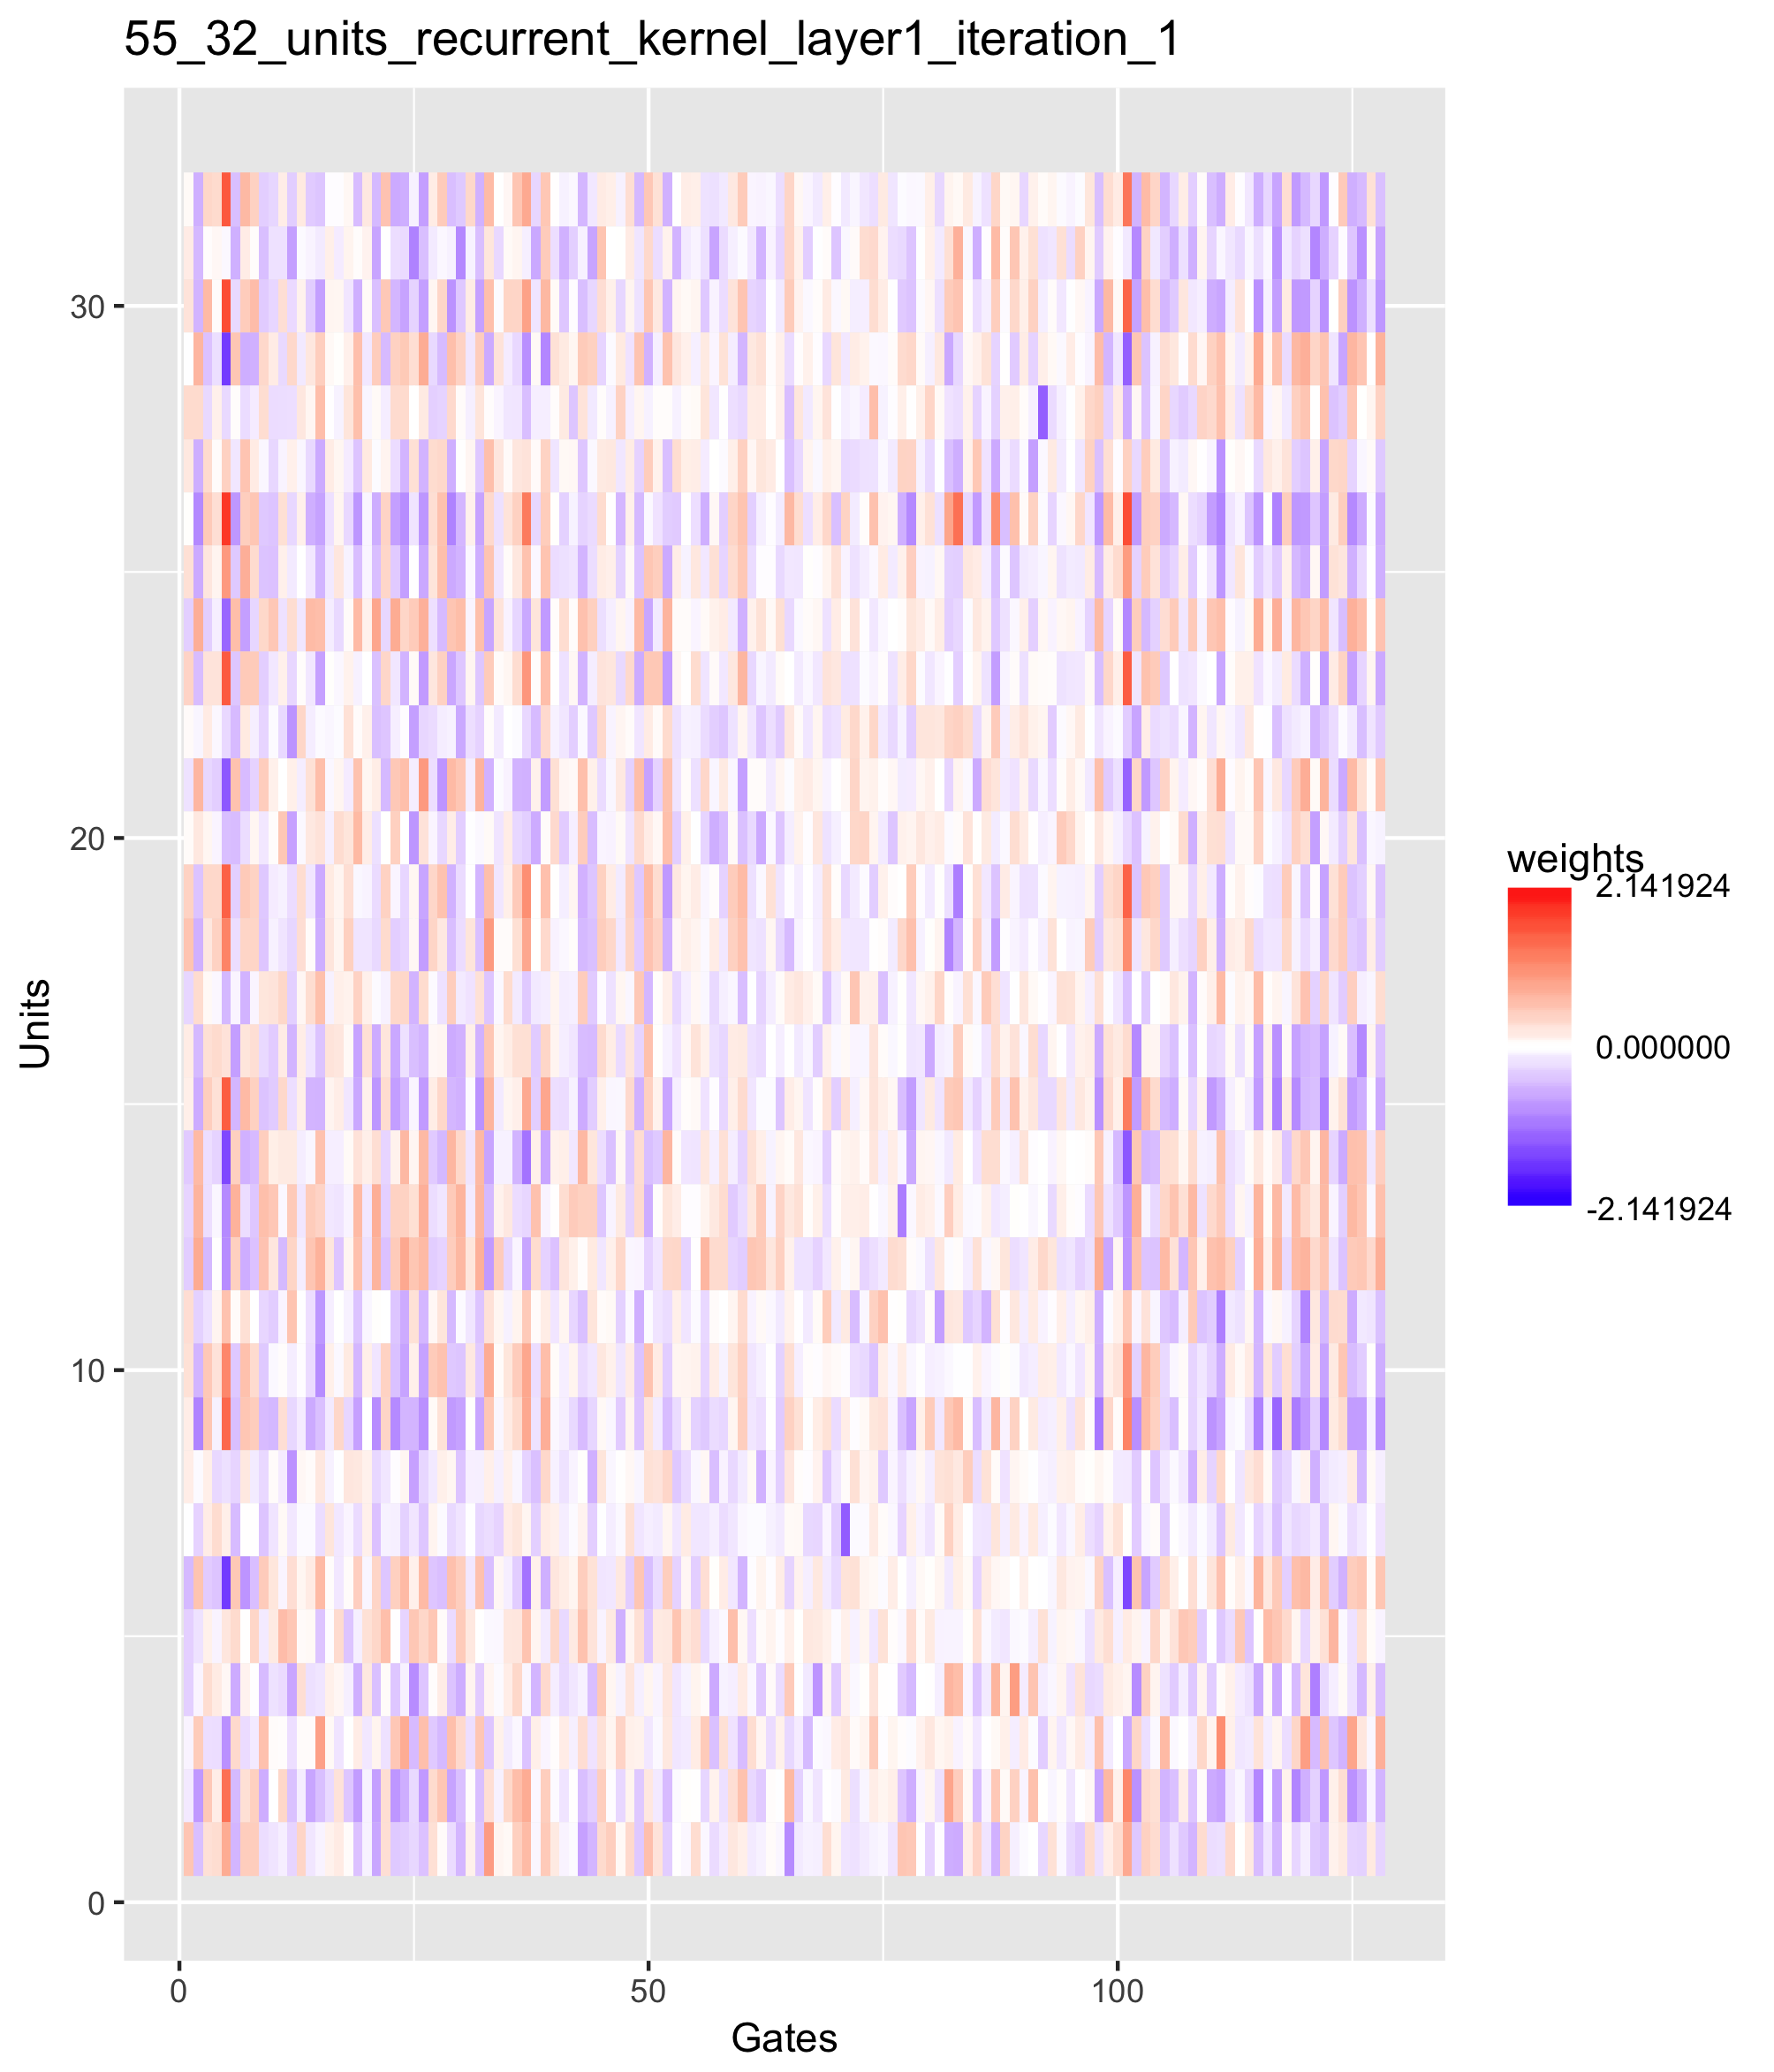 55_32_units_recurrent_kernel_layer1_iteration_1
30
20
10
0
Units
0 50 100
Gates
weights
2.141924
0.000000
-2.141924